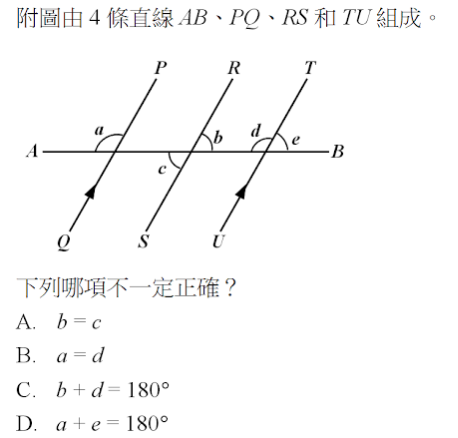 附圖由 4 條直線 AB、PQ、RS 和 TU 組成。
P R T
a b d e
A B
c
Q S U
下列哪項不一定正確？
A. b = c
B. a = d
C. b + d = 180°
D. a + e = 180°